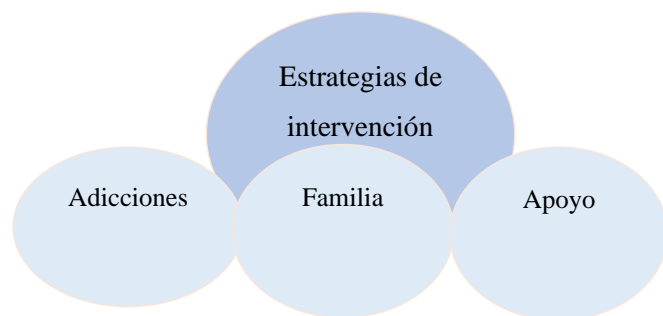 Estrategias de
intervención
Adicciones
Familia
Apoyo